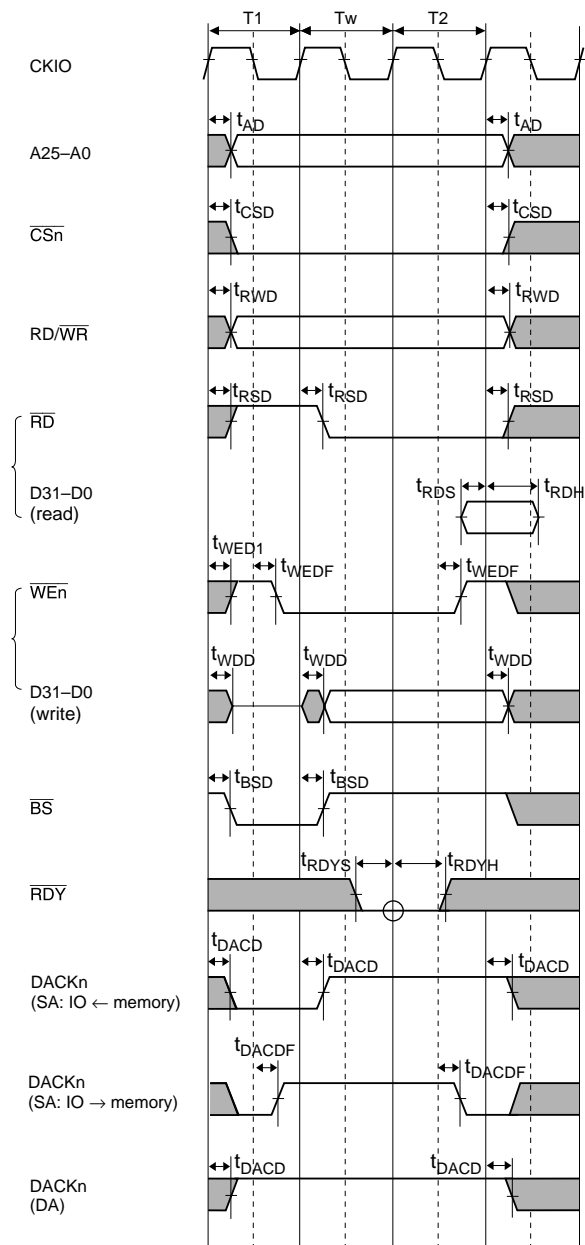 T1 Tw T2
CKIO
tAD tAD
A25–A0
tCSD tCSD
CSn
tRWD tRWD
RD/WR
tRSD tRSD tRSD
RD
tRDS tRDH
D31–D0
(read)
tWED1 tWEDF tWEDF
WEn
tWDD tWDD tWDD
D31–D0
(write)
tBSD tBSD
BS
tRDYS tRDYH
RDY
tDACD tDACD tDACD
DACKn
(SA: IO ← memory)
tDACDF tDACDF
DACKn
(SA: IO → memory)
tDACD tDACD
DACKn
(DA)